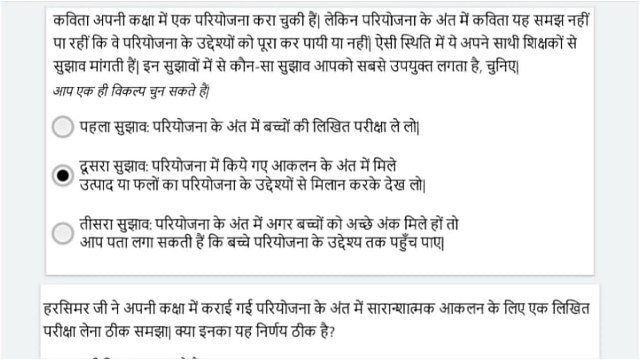 कविता अपनी कक्षा में एक परियोजना करा चुकी हैं| लेकिन परियोजना के अंत में कविता यह समझ नहीं
पा रहीं कि वे परियोजना के उद्देश्यों को पूरा कर पायी या नहीं| ऐसी स्थिति में ये अपने साथी शिक्षकों से
सुझाव मांगती हैं| इन सुझावों में से कौन-सा सुझाव आपको सबसे उपयुक्त लगता है, चुनिए|
आप एक ही विकल्प चुन सकते हैं|
पहला सुझाव: परियोजना के अंत में बच्चों की लिखित परीक्षा ले लो|
दूसरा सुझाव: परियोजना में किये गए आकलन के अंत में मिले
उत्पाद या फलों का परियोजना के उद्देश्यों से मिलान करके देख लो|
तीसरा सुझाव: परियोजना के अंत में अगर बच्चों को अच्छे अंक मिले हों तो
आप पता लगा सकती हैं कि बच्चे परियोजना के उद्देश्य तक पहुँच पाए|
हरसिमर जी ने अपनी कक्षा में कराई गई परियोजना के अंत में सारान्शात्मक आकलन के लिए एक लिखित
परीक्षा लेना ठीक समझा| क्या इनका यह निर्णय ठीक है?